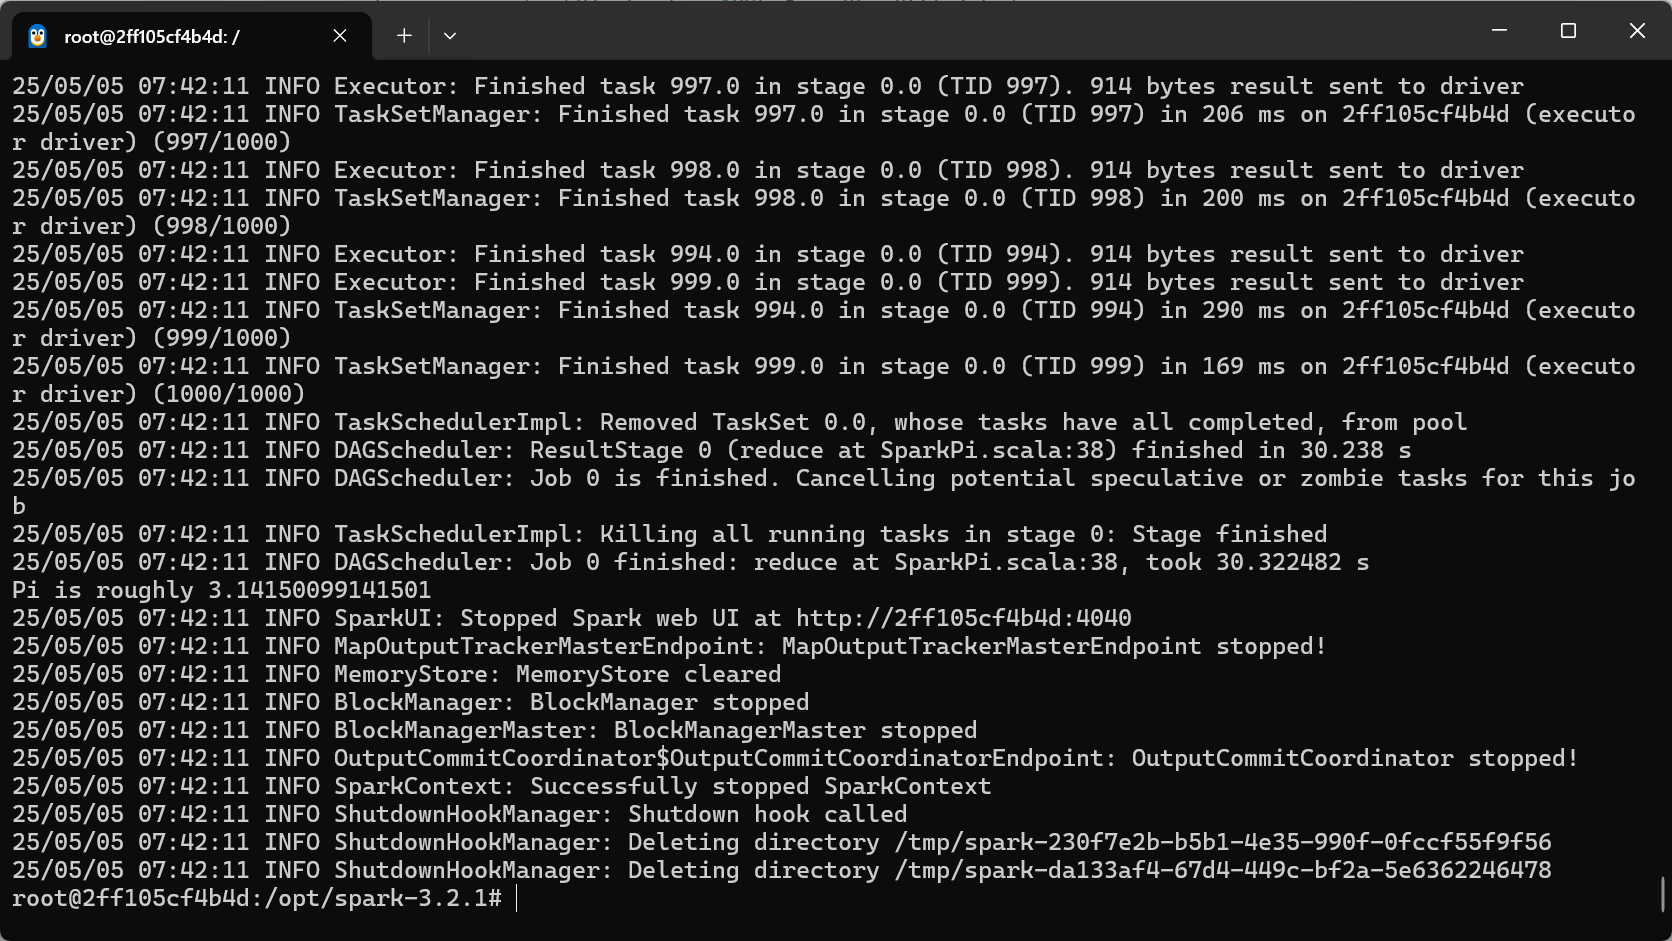 root@2ff105cf4b4d: /
25/05/05 07:42:11 INFO Executor: Finished task 997.0 in stage 0.0 (TID 997). 914 bytes result sent to driver
25/05/05 07:42:11 INFO TaskSetManager: Finished task 997.0 in stage 0.0 (TID 997) in 206 ms on 2ff105cf4b4d (executo
r driver) (997/1000)
25/05/05 07:42:11 INFO Executor: Finished task 998.0 in stage 0.0 (TID 998). 914 bytes result sent to driver
25/05/05 07:42:11 INFO TaskSetManager: Finished task 998.0 in stage 0.0 (TID 998) in 200 ms on 2ff105cf4b4d (executo
r driver) (998/1000)
25/05/05 07:42:11 INFO Executor: Finished task 994.0 in stage 0.0 (TID 994). 914 bytes result sent to driver
25/05/05 07:42:11 INFO Executor: Finished task 999.0 in stage 0.0 (TID 999). 914 bytes result sent to driver
25/05/05 07:42:11 INFO TaskSetManager: Finished task 994.0 in stage 0.0 (TID 994) in 290 ms on 2ff105cf4b4d (executo
r driver) (999/1000)
25/05/05 07:42:11 INFO TaskSetManager: Finished task 999.0 in stage 0.0 (TID 999) in 169 ms on 2ff105cf4b4d (executo
r driver) (1000/1000)
25/05/05 07:42:11 INFO TaskSchedulerImpl: Removed TaskSet 0.0, whose tasks have all completed, from pool
25/05/05 07:42:11 INFO DAGScheduler: ResultStage 0 (reduce at SparkPi.scala:38) finished in 30.238 s
25/05/05 07:42:11 INFO DAGScheduler: Job 0 is finished. Cancelling potential speculative or zombie tasks for this jo
b
25/05/05 07:42:11 INFO TaskSchedulerImpl: Killing all running tasks in stage 0: Stage finished
25/05/05 07:42:11 INFO DAGScheduler: Job 0 finished: reduce at SparkPi.scala:38, took 30.322482 s
Pi is roughly 3.14150099141501
25/05/05 07:42:11 INFO SparkUI: Stopped Spark web UI at http://2ff105cf4b4d:4040
25/05/05 07:42:11 INFO MapOutputTrackerMasterEndpoint: MapOutputTrackerMasterEndpoint stopped!
25/05/05 07:42:11 INFO MemoryStore: MemoryStore cleared
25/05/05 07:42:11 INFO BlockManager: BlockManager stopped
25/05/05 07:42:11 INFO BlockManagerMaster: BlockManagerMaster stopped
25/05/05 07:42:11 INFO OutputCommitCoordinator$OutputCommitCoordinatorEndpoint: OutputCommitCoordinator stopped!
25/05/05 07:42:11 INFO SparkContext: Successfully stopped SparkContext
25/05/05 07:42:11 INFO ShutdownHookManager: Shutdown hook called
25/05/05 07:42:11 INFO ShutdownHookManager: Deleting directory /tmp/spark-230f7e2b-b5b1-4e35-990f-0fccf55f9f56
25/05/05 07:42:11 INFO ShutdownHookManager: Deleting directory /tmp/spark-da133af4-67d4-449c-bf2a-5e6362246478
root@2ff105cf4b4d:/opt/spark-3.2.1#